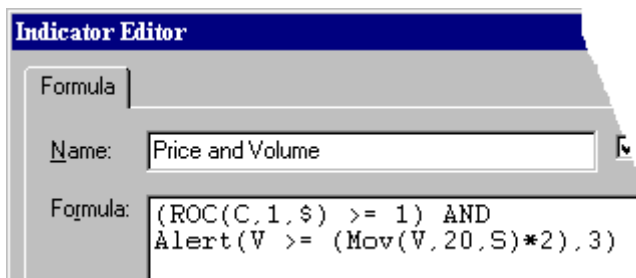 Indicator Editor
Formula
Name: Price and Volume
Formula: (ROC(C,1,$) >= 1) AND
Alert(V >= (Mov(V,20,S)*2),3)